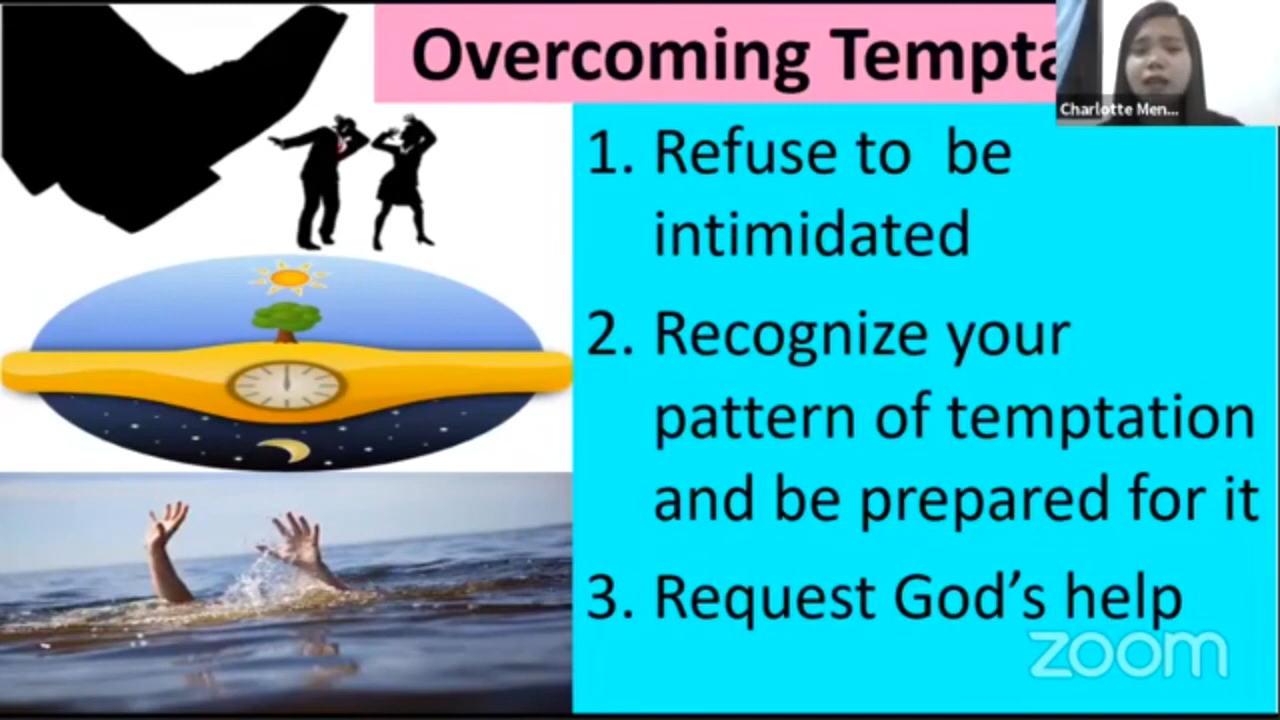 Overcoming Tempta
Charlotte Men...
1. Refuse to be
intimidated
2. Recognize your
pattern of temptation
and be prepared for it
3. Request God's help
zoom